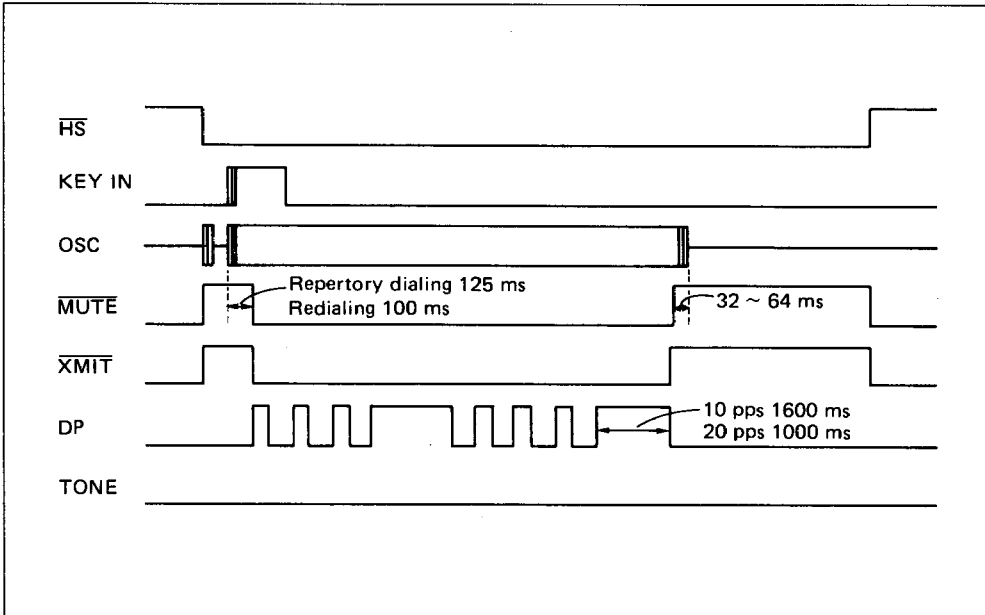 HS
KEY IN
OSC
Repertory dialing 125 ms
Redialing 100 ms
MUTE
32 ~ 64 ms
XMIT
10 pps 1600 ms
20 pps 1000 ms
DP
TONE